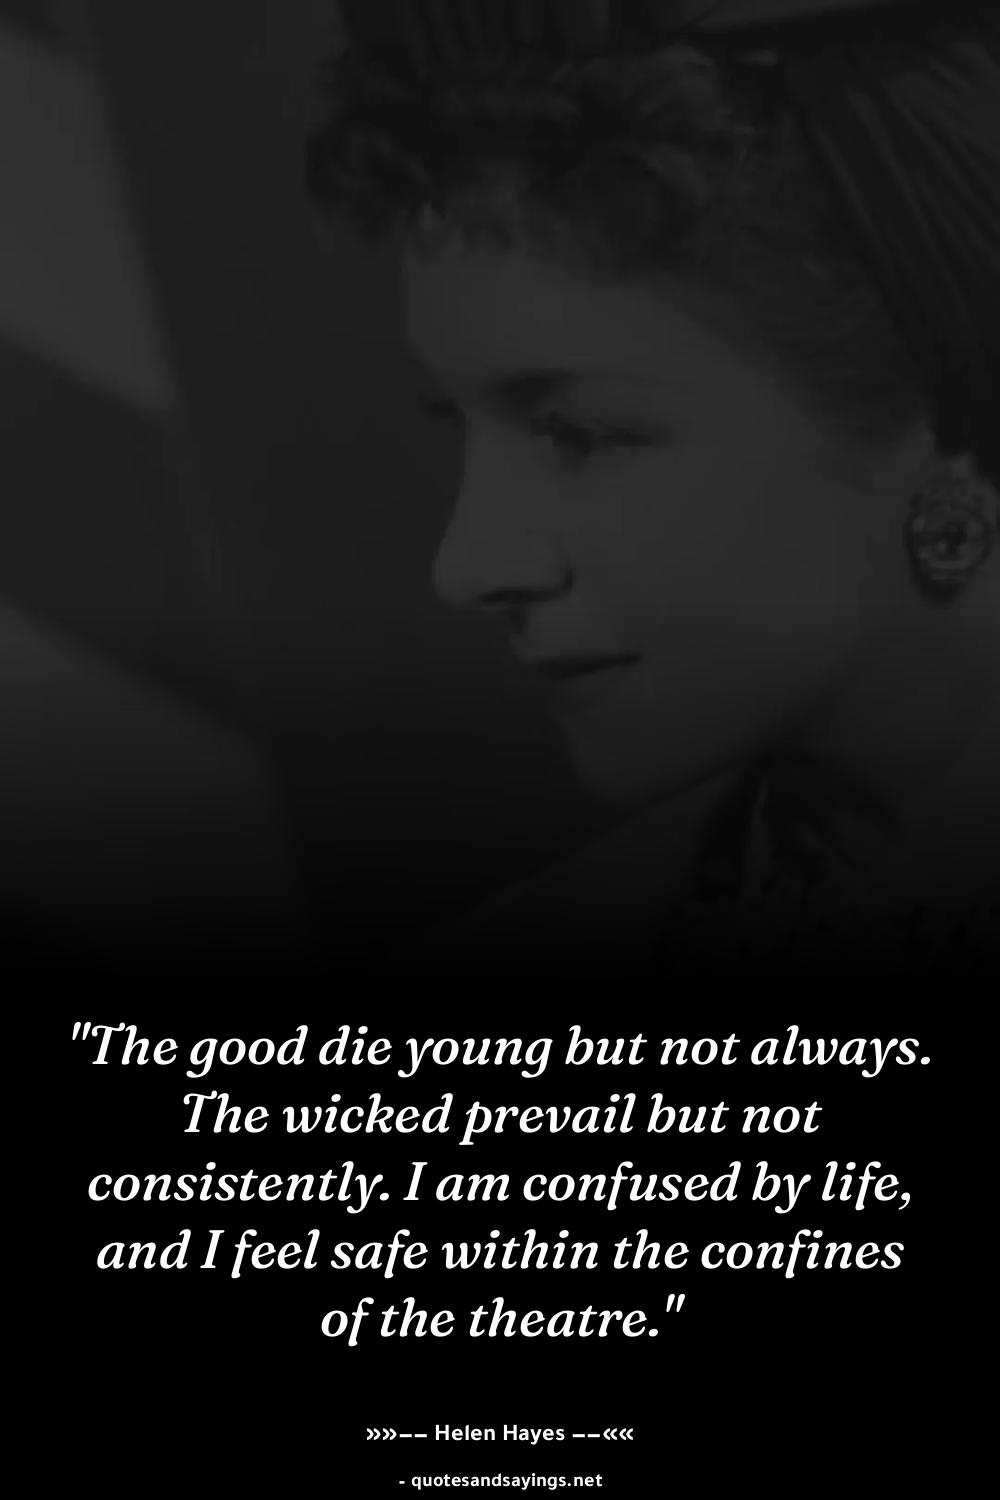 "The good die young but not always.
The wicked prevail but not
consistently. I am confused by life,
and I feel safe within the confines
of the theatre."
»»−− Helen Hayes −−««
- quotesandsayings.net